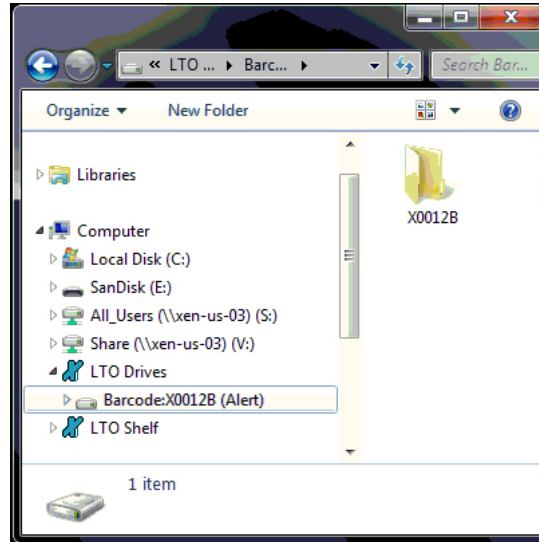 « LTO ... ▸ Barc... ▸
Search Bar...
Organize ▼ New Folder
Libraries
X0012B
Computer
Local Disk (C:)
SanDisk (E:)
All_Users (\\xen-us-03) (S:)
Share (\\xen-us-03) (V:)
LTO Drives
Barcode:X0012B (Alert)
LTO Shelf
1 item